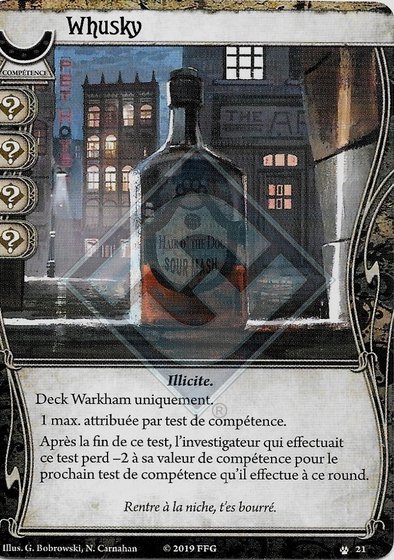 Whusky
COMPÉTENCE
?
?
?
?
THE
HAIR O' THE DOG
SOUR MASH
®
Illicite.
Deck Warkham uniquement.
1 max. attribuée par test de compétence.
Après la fin de ce test, l'investigateur qui effectuait
ce test perd –2 à sa valeur de compétence pour le
prochain test de compétence qu'il effectue à ce round.
Rentre à la niche, t'es bourré.
Illus. G. Bobrowski, N. Carnahan
© 2019 FFG
21